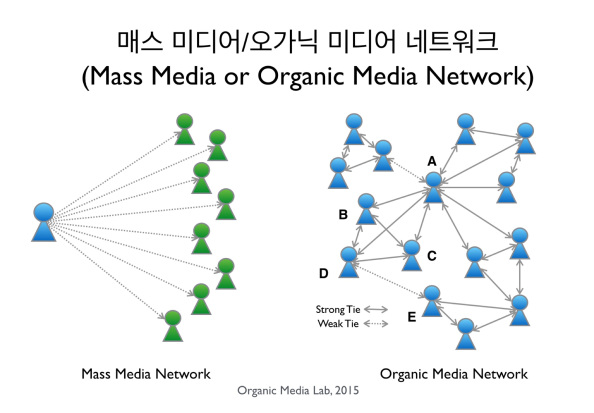 매스 미디어/오가닉 미디어 네트워크
(Mass Media or Organic Media Network)
A
B
C
D
E
Strong Tie
Weak Tie
Mass Media Network
Organic Media Network
Organic Media Lab, 2015